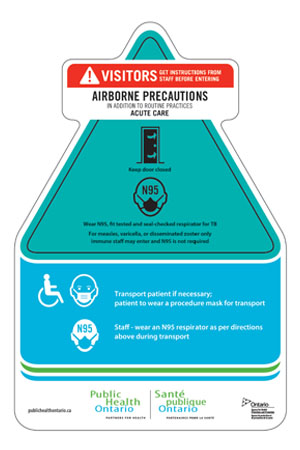 VISITORS GET INSTRUCTIONS FROM
STAFF BEFORE ENTERING
AIRBORNE PRECAUTIONS
IN ADDITION TO ROUTINE PRACTICES
ACUTE CARE
Keep door closed
N95
Wear N95, fit tested and seal-checked respirator for TB
For measles, varicella, or disseminated zoster only
immune staff may enter and N95 is not required
Transport patient if necessary;
patient to wear a procedure mask for transport
N95
Staff - wear an N95 respirator as per directions
above during transport
Public
Health
Ontario
PARTNERS FOR HEALTH
Santé
publique
Ontario
PARTENAIRES POUR LA SANTÉ
publichealthontario.ca
Ontario